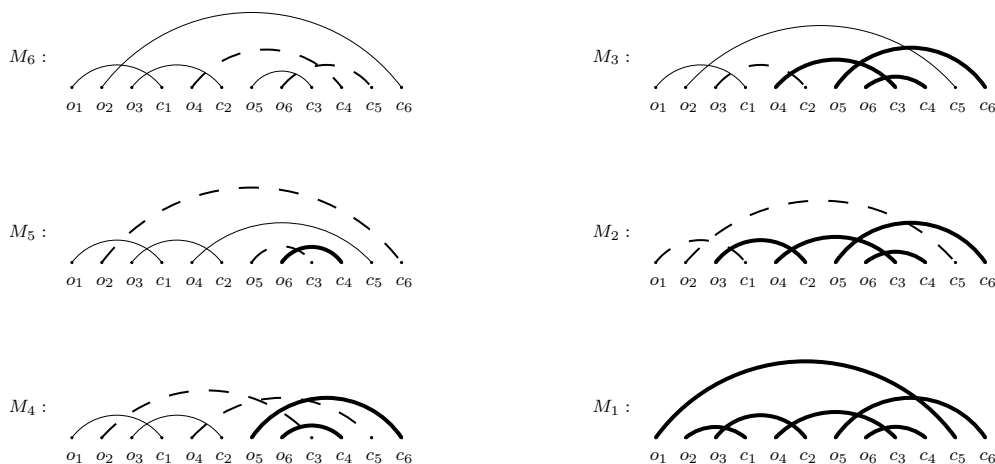 M₆ :
o₁ o₂ o₃ c₁ o₄ c₂ o₅ o₆ c₃ c₄ c₅ c₆
M₃ :
o₁ o₂ o₃ c₁ o₄ c₂ o₅ o₆ c₃ c₄ c₅ c₆
M₅ :
o₁ o₂ o₃ c₁ o₄ c₂ o₅ o₆ c₃ c₄ c₅ c₆
M₂ :
o₁ o₂ o₃ c₁ o₄ c₂ o₅ o₆ c₃ c₄ c₅ c₆
M₄ :
o₁ o₂ o₃ c₁ o₄ c₂ o₅ o₆ c₃ c₄ c₅ c₆
M₁ :
o₁ o₂ o₃ c₁ o₄ c₂ o₅ o₆ c₃ c₄ c₅ c₆